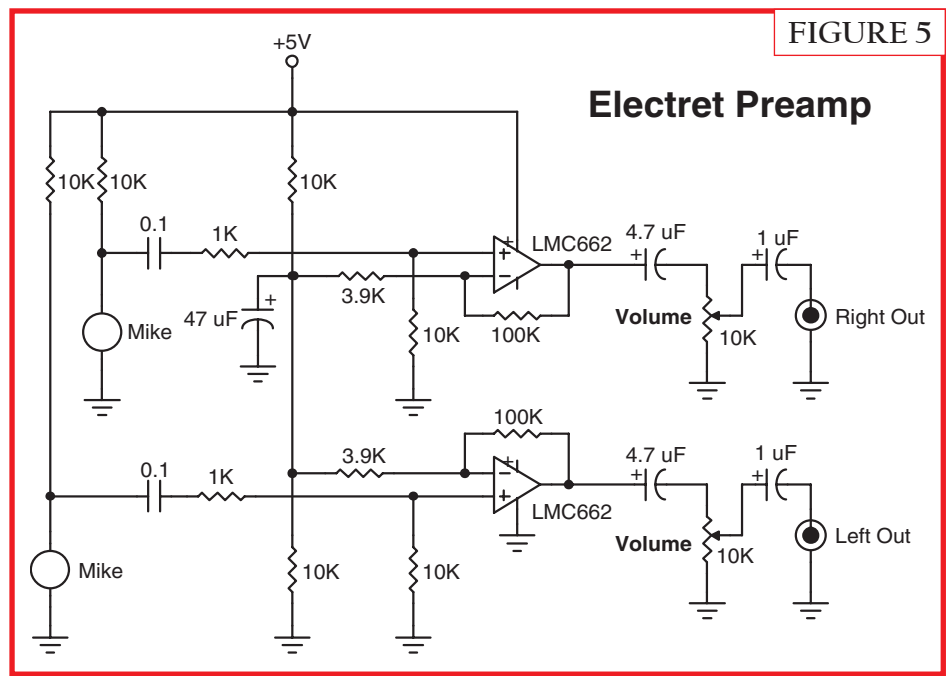 FIGURE 5
+5V
Electret Preamp
10K
10K
10K
0.1
1K
+
LMC662
4.7 uF
1 uF
+
−
+
+
3.9K
+
47 uF
Mike
10K
100K
Volume
10K
Right Out
100K
3.9K
4.7 uF
1 uF
0.1
1K
−
+
+
+
+
LMC662
Mike
10K
10K
Volume
10K
Left Out